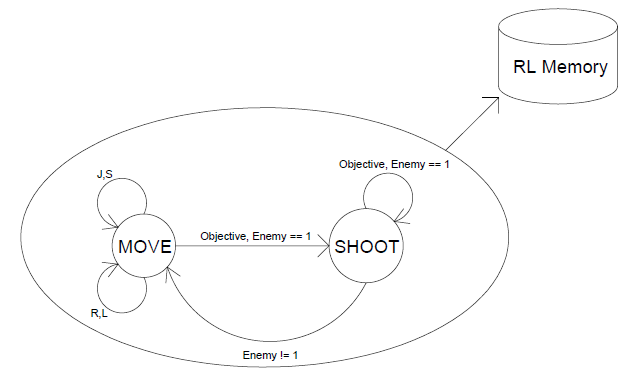 RL Memory
Objective, Enemy == 1
J,S
Objective, Enemy == 1
MOVE
SHOOT
R,L
Enemy != 1